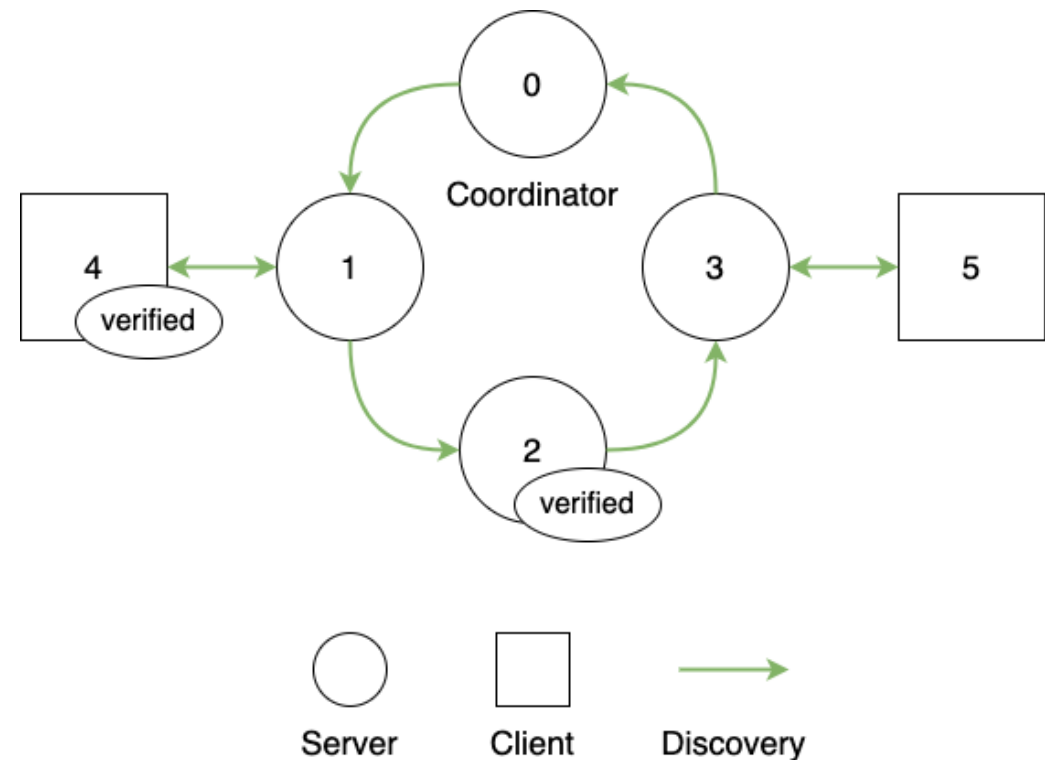 0
Coordinator
4
1
3
5
verified
2
verified
Server
Client
Discovery